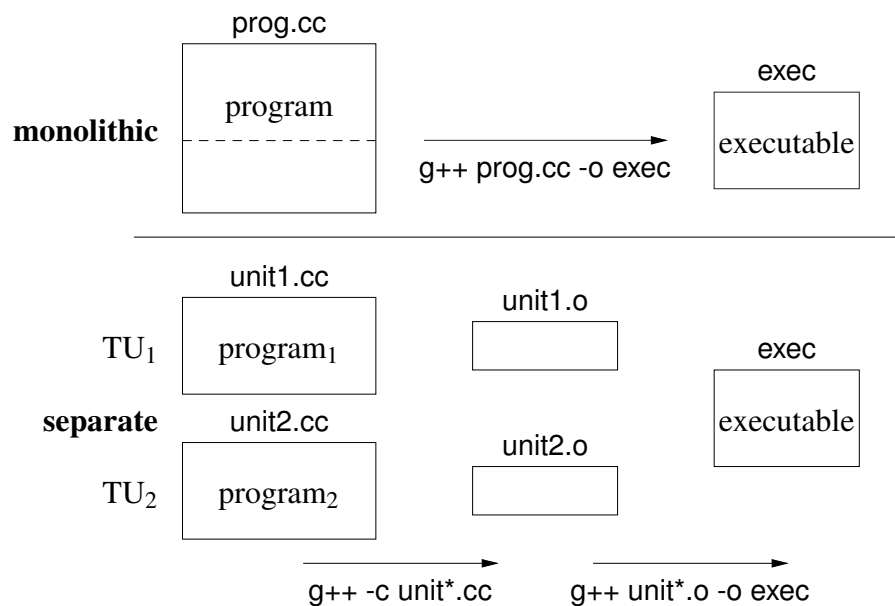 prog.cc
exec
program
monolithic
executable
g++ prog.cc -o exec
unit1.cc
unit1.o
exec
TU1
program1
separate
unit2.cc
executable
unit2.o
TU2
program2
g++ -c unit*.cc
g++ unit*.o -o exec